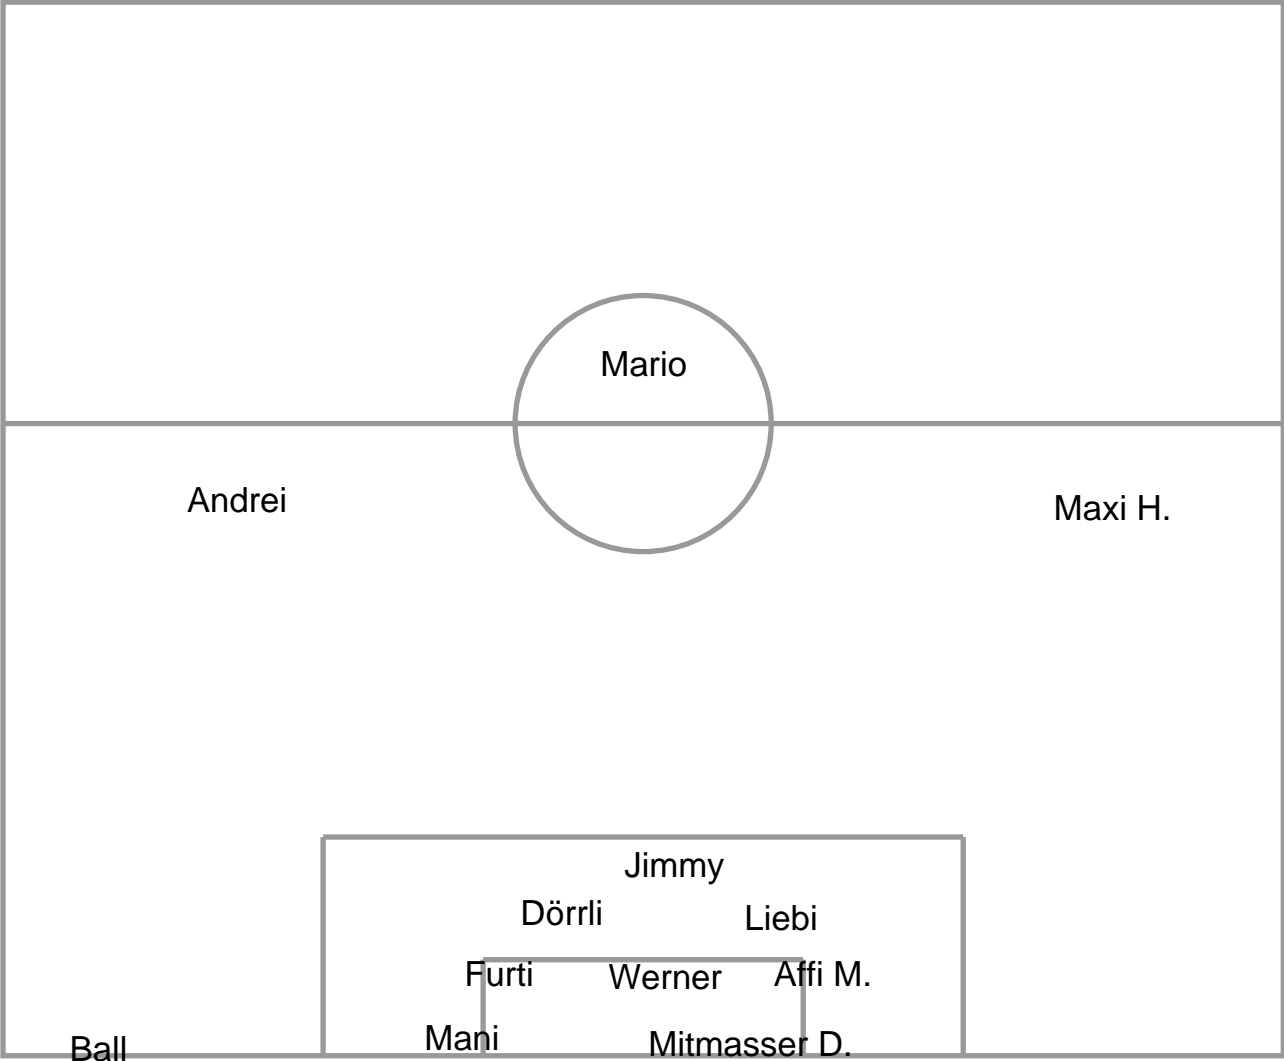 Mario
Andrei
Maxi H.
Jimmy
Dörrli
Liebi
Furti
Werner
Affi M.
Mani
Mitmasser D.
Ball